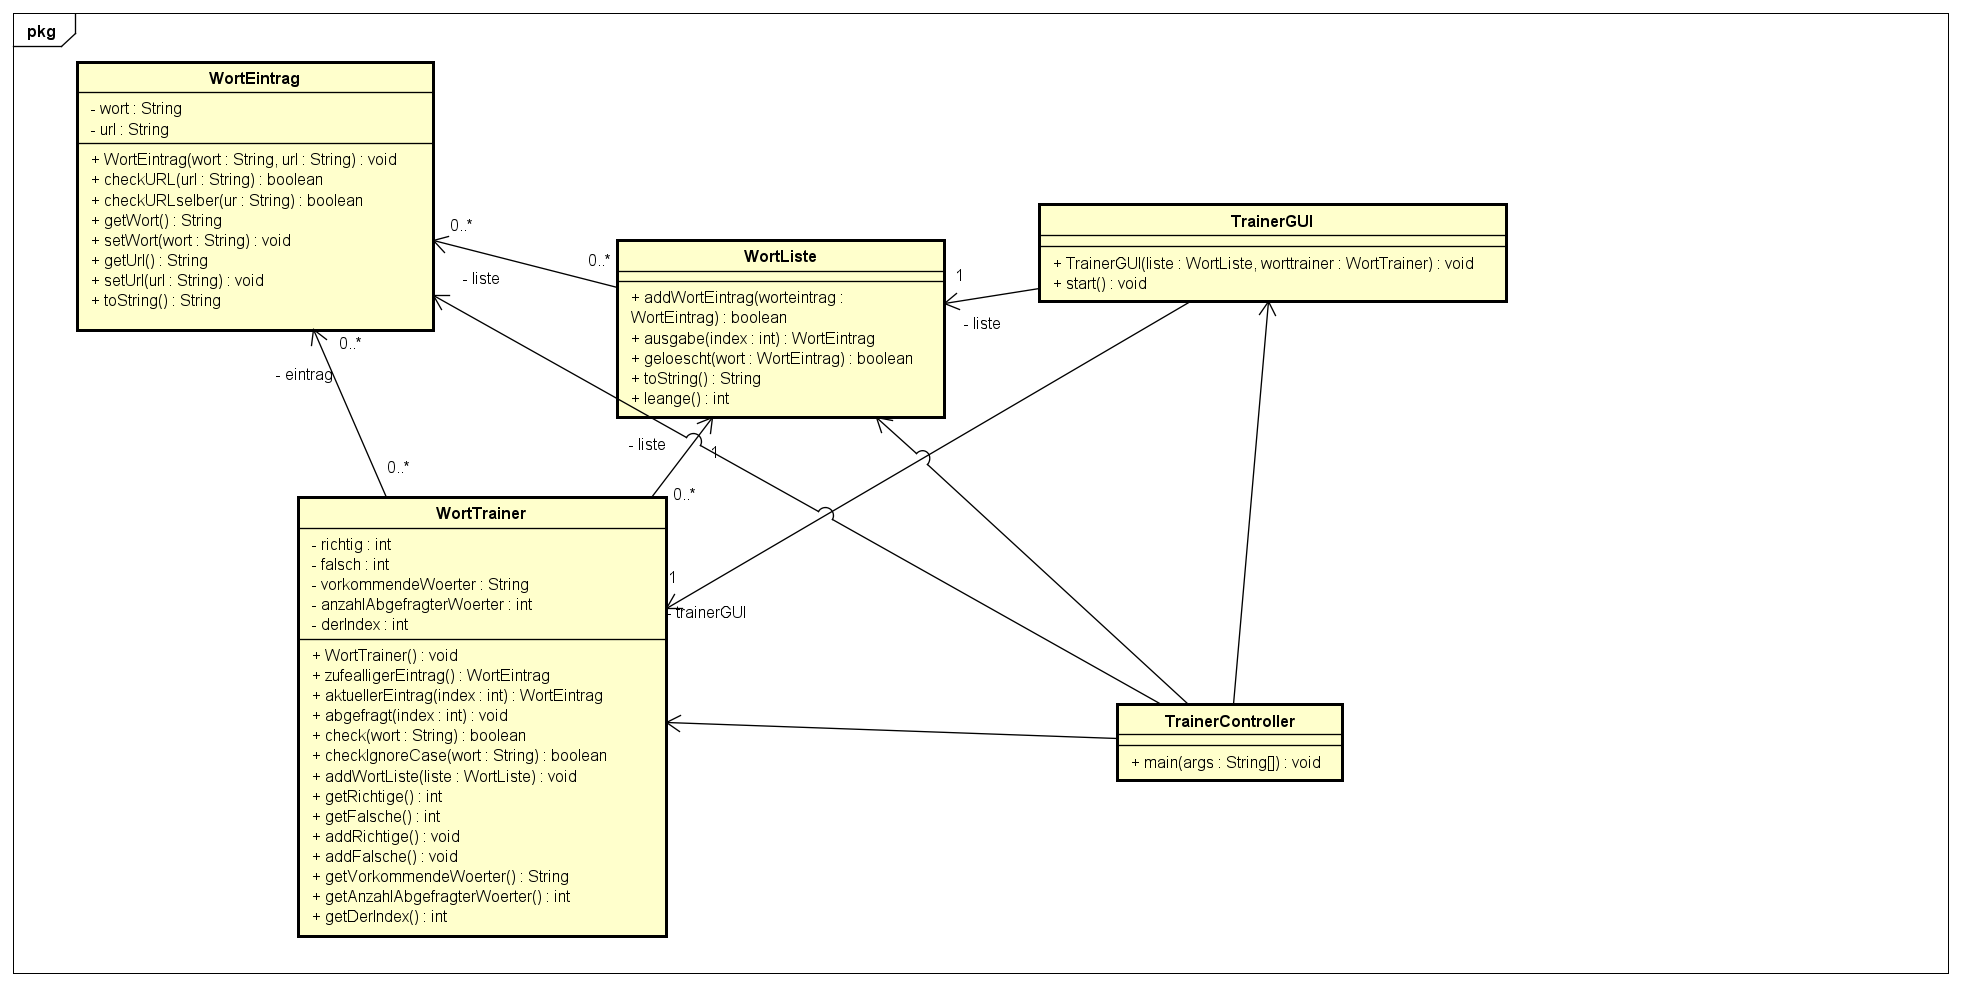 pkg
WortEintrag
- wort : String
- url : String
+ WortEintrag(wort : String, url : String) : void
+ checkURL(url : String) : boolean
+ checkURLselber(ur : String) : boolean
+ getWort() : String
+ setWort(wort : String) : void
+ getUrl() : String
+ setUrl(url : String) : void
+ toString() : String
0..*
- liste
0..*
WortListe
+ addWortEintrag(worteintrag :
WortEintrag) : boolean
+ ausgabe(index : int) : WortEintrag
+ geloescht(wort : WortEintrag) : boolean
+ toString() : String
+ leange() : int
1
- liste
TrainerGUI
+ TrainerGUI(liste : WortListe, worttrainer : WortTrainer) : void
+ start() : void
0..*
- eintrag
0..*
- liste
1
0..*
WortTrainer
- richtig : int
- falsch : int
- vorkommendeWoerter : String
- anzahlAbgefragterWoerter : int
- derIndex : int
+ WortTrainer() : void
+ zufealligerEintrag() : WortEintrag
+ aktuellerEintrag(index : int) : WortEintrag
+ abgefragt(index : int) : void
+ check(wort : String) : boolean
+ checkIgnoreCase(wort : String) : boolean
+ addWortListe(liste : WortListe) : void
+ getRichtige() : int
+ getFalsche() : int
+ addRichtige() : void
+ addFalsche() : void
+ getVorkommendeWoerter() : String
+ getAnzahlAbgefragterWoerter() : int
+ getDerIndex() : int
1
- trainerGUI
TrainerController
+ main(args : String[]) : void